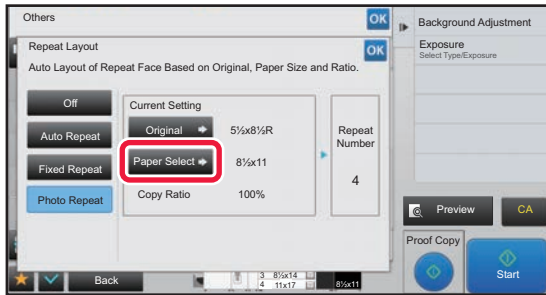 Others
OK
Background Adjustment
Repeat Layout
OK
Exposure
Select Type/Exposure
Auto Layout of Repeat Face Based on Original, Paper Size and Ratio.
Off
Current Setting
Auto Repeat
Original
5½x8½R
Repeat
Number
Fixed Repeat
Paper Select
8½x11
4
Photo Repeat
Copy Ratio
100%
Preview
CA
Proof Copy
Start
Back
3 8½x14
4 11x17
8½x11